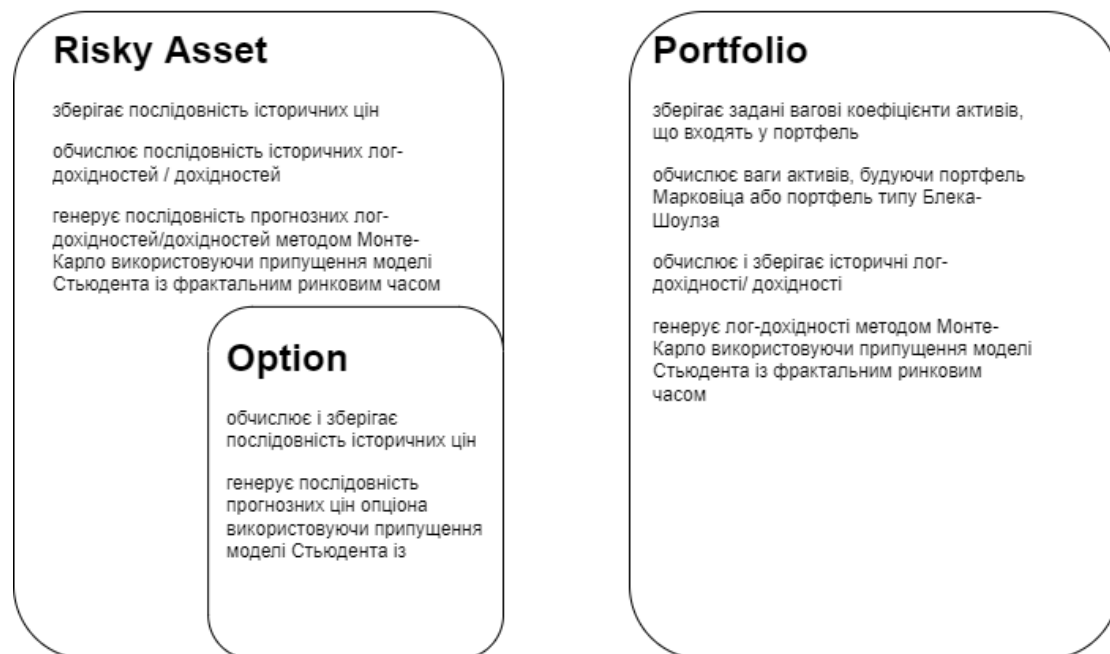 Risky Asset
зберігає послідовність історичних цін
обчислює послідовність історичних лог-
дохідностей / дохідностей
генерує послідовність прогнозних лог-
дохідностей/дохідностей методом Монте-
Карло використовуючи припущення моделі
Стьюдента із фрактальним ринковим часом
Option
обчислює і зберігає
послідовність історичних цін
генерує послідовність
прогнозних цін опціона
використовуючи припущення
моделі Стьюдента із
Portfolio
зберігає задані вагові коефіцієнти активів,
що входять у портфель
обчислює ваги активів, будуючи портфель
Марковіца або портфель типу Блека-
Шоулза
обчислює і зберігає історичні лог-
дохідності/ дохідності
генерує лог-дохідності методом Монте-
Карло використовуючи припущення моделі
Стьюдента із фрактальним ринковим
часом